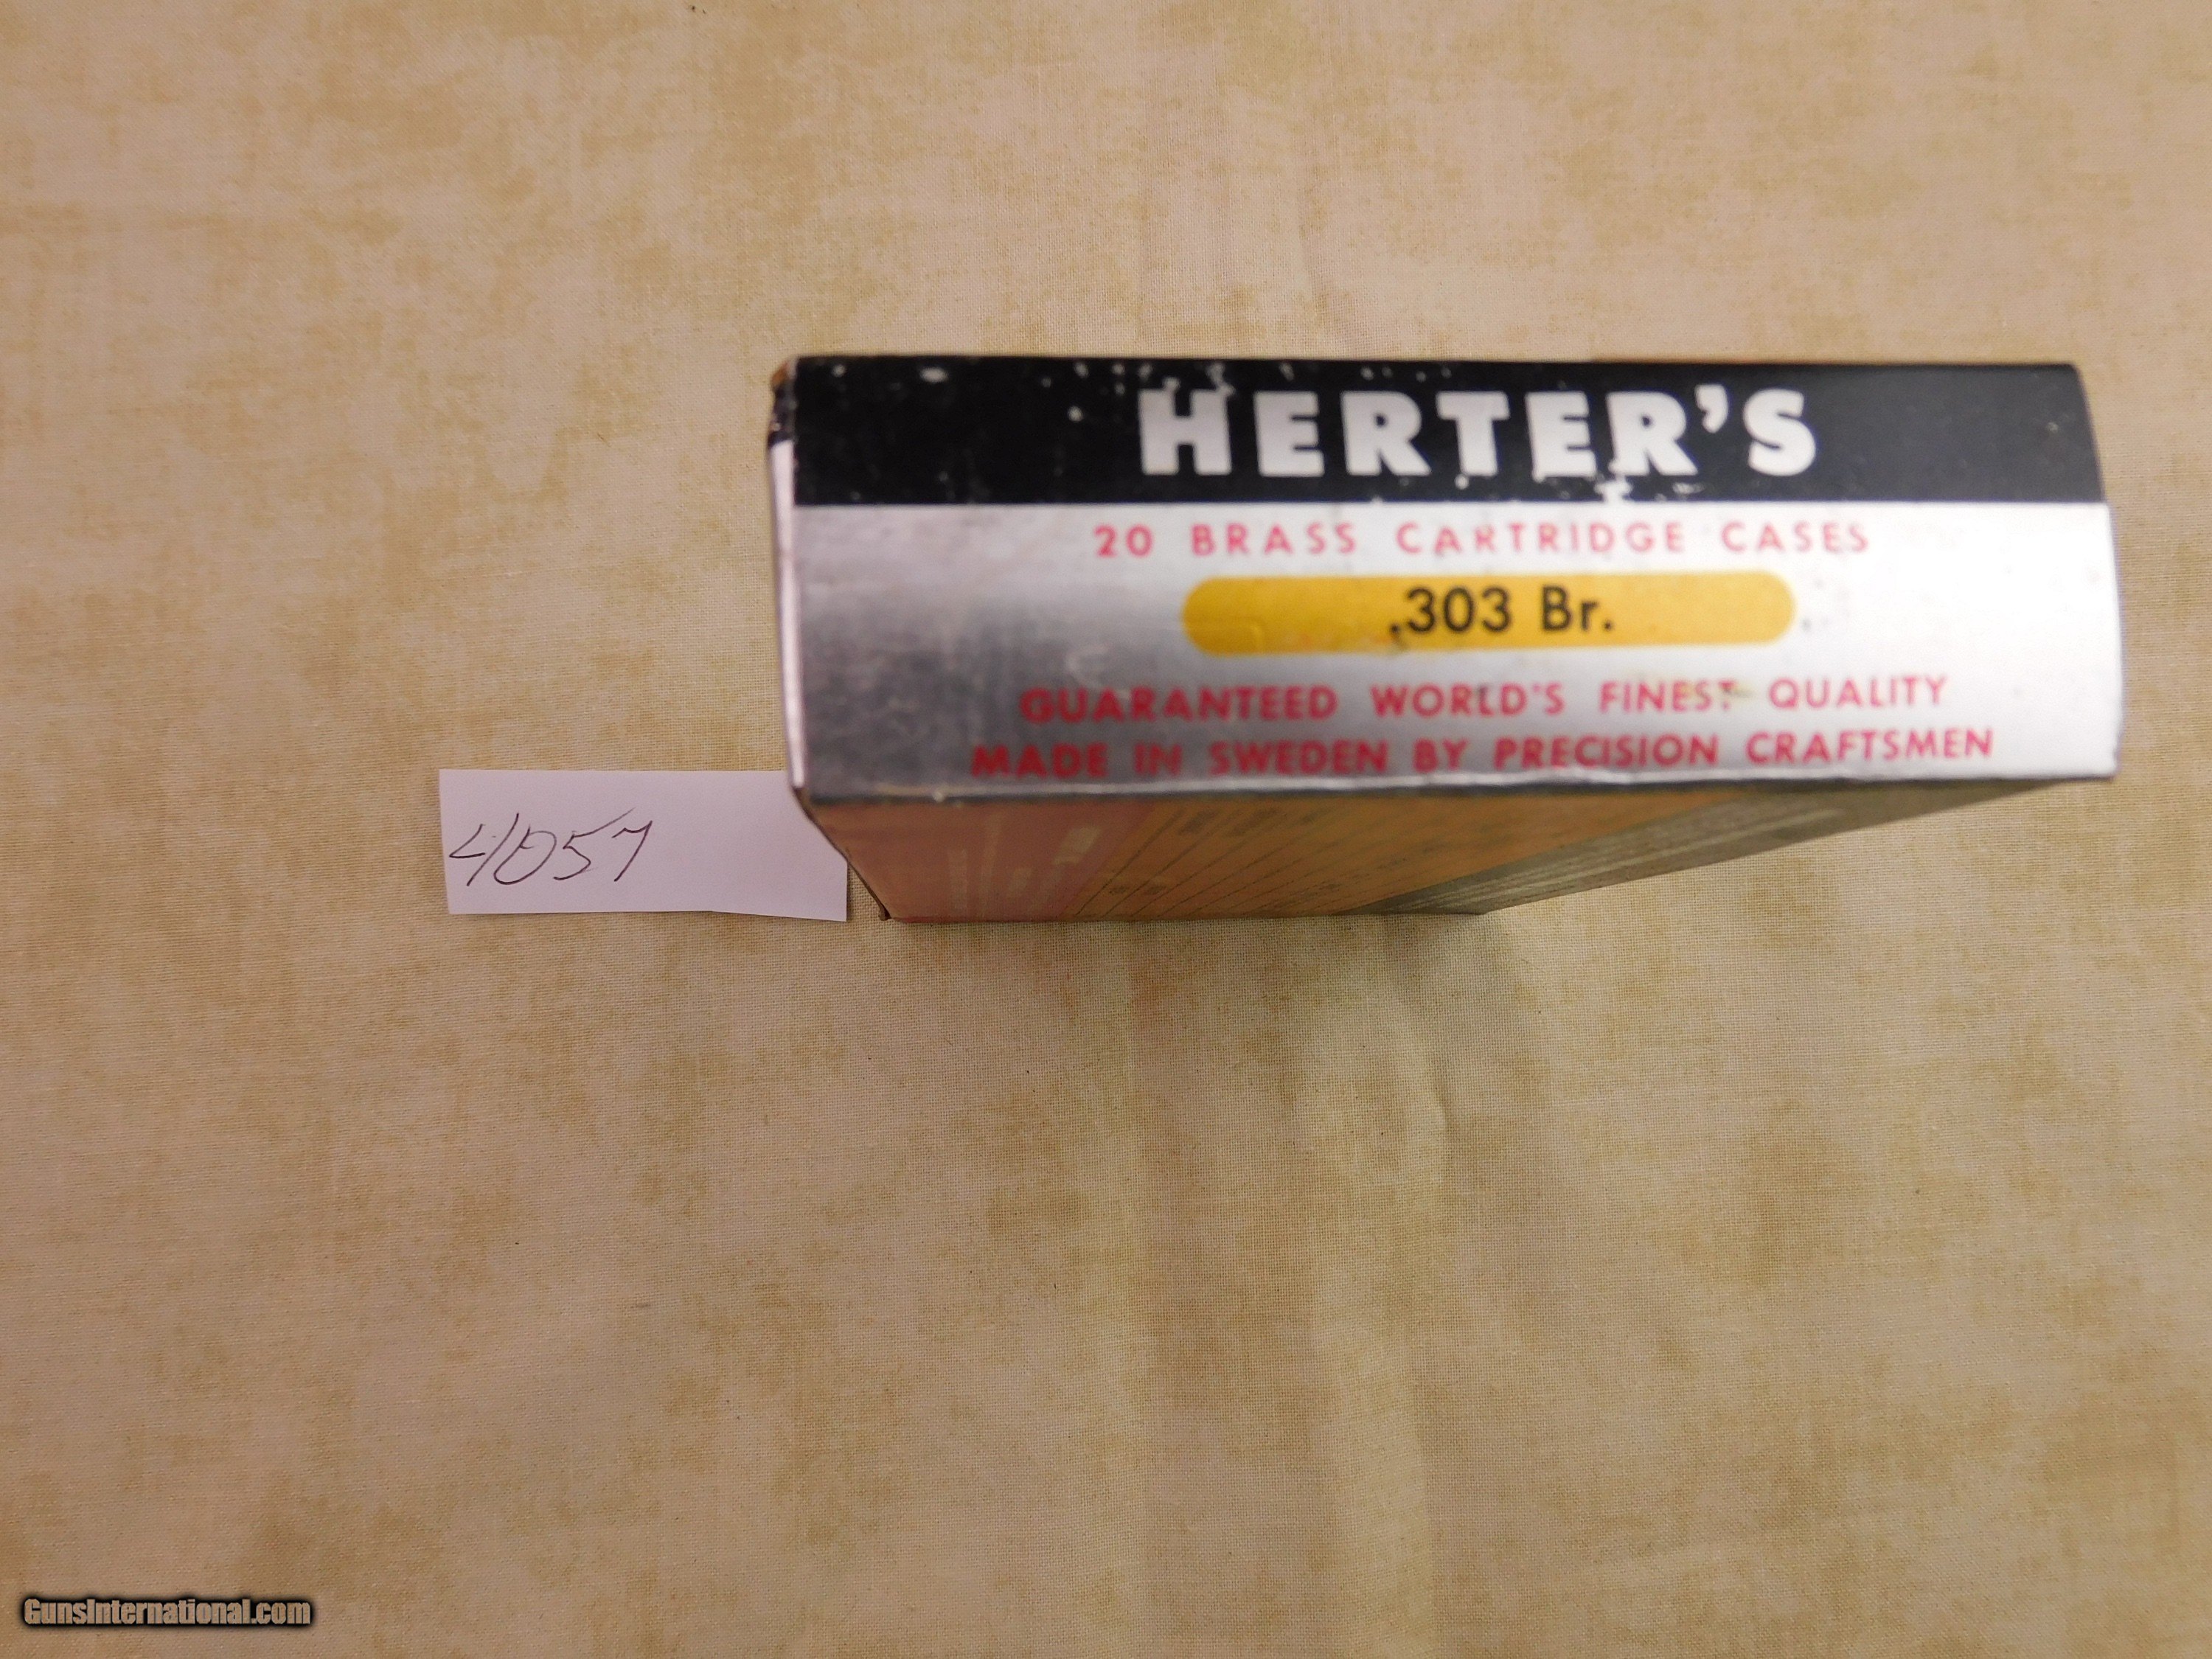 HERTER'S
20 BRASS CARTRIDGE CASES
.303 Br.
GUARANTEED WORLD'S FINEST QUALITY
MADE IN SWEDEN BY PRECISION CRAFTSMEN
4057
GunsInternational.com